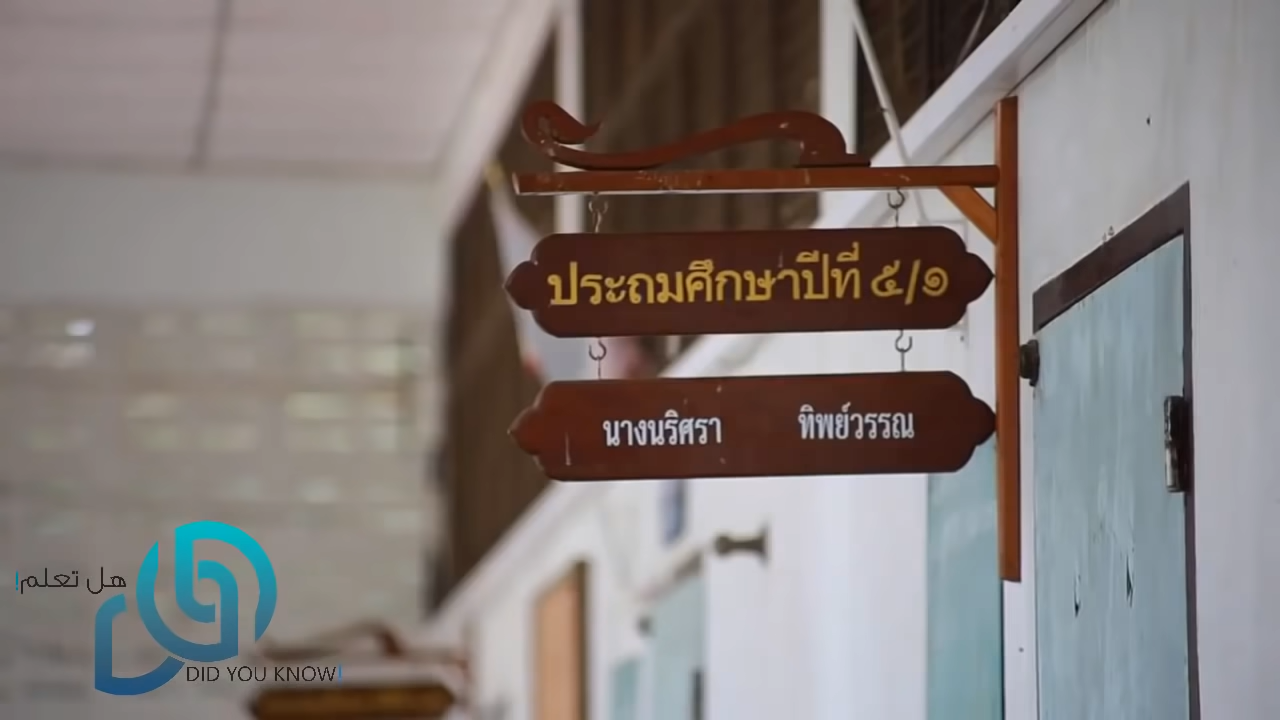 ประถมศึกษาปีที่ ๕/๑
นางนริศรา ทิพย์วรรณ
هل تعلم!
DID YOU KNOW!